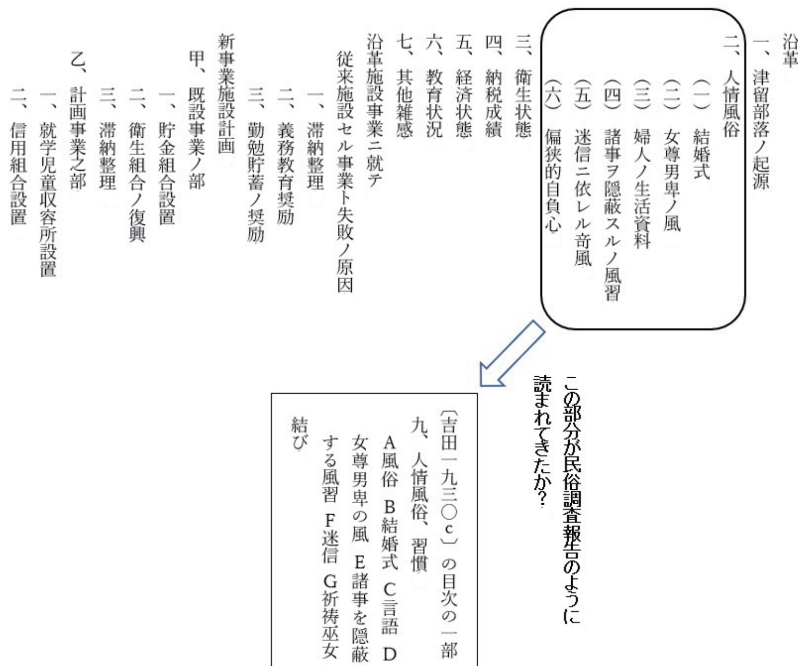 沿革
一、津留部落ノ起源
二、人情風俗
(一) 結婚式
(二) 女尊男卑ノ風
(三) 婦人ノ生活資料
(四) 諸事ヲ隠蔽スルノ風習
(五) 迷信ニ依レル奇風
(六) 偏狭的自負心
三、衛生状態
四、納税成績
五、経済状態
六、教育状況
七、其他雑感
沿革施設事業ニ就テ
従来施設セル事業ト失敗ノ原因
一、滞納整理
二、義務教育奨励
三、勤勉貯蓄ノ奨励
新事業施設計画
甲、既設事業ノ部
一、貯金組合設置
二、衛生組合ノ復興
三、滞納整理
乙、計画事業之部
一、就学児童収容所設置
二、信用組合設置
この部分が民俗調査報告のように
読まれてきたか?
〔吉田一九三〇c〕の目次の一部
九、人情風俗、習慣
A風俗 B結婚式 C言語 D
女尊男卑の風 E諸事を隠蔽
する風習 F迷信 G祈祷巫女
結び